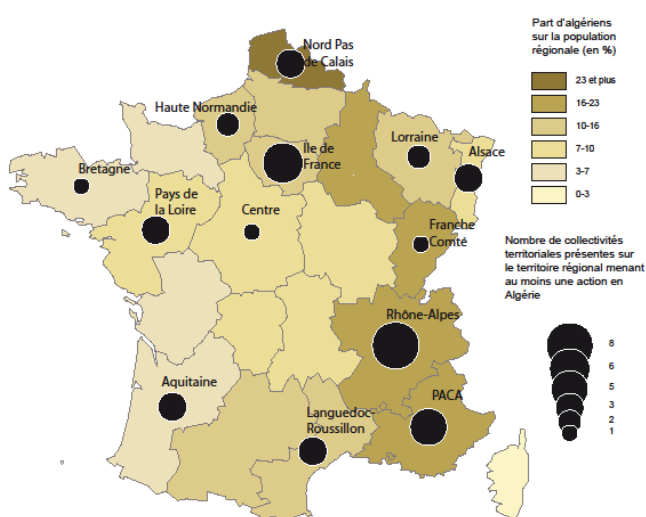 Nord Pas
de Calais
Haute Normandie
Ile de
France
Lorraine
Alsace
Bretagne
Pays de
la Loire
Centre
Franche
Comté
Rhône-Alpes
Aquitaine
PACA
Languedoc-
Roussillon
Part d'algériens
sur la population
régionale (en %)
23 et plus
16-23
10-16
7-10
3-7
0-3
Nombre de collectivités
territoriales présentes sur
le territoire régional menant
au moins une action en
Algérie
8
6
5
3
2
1